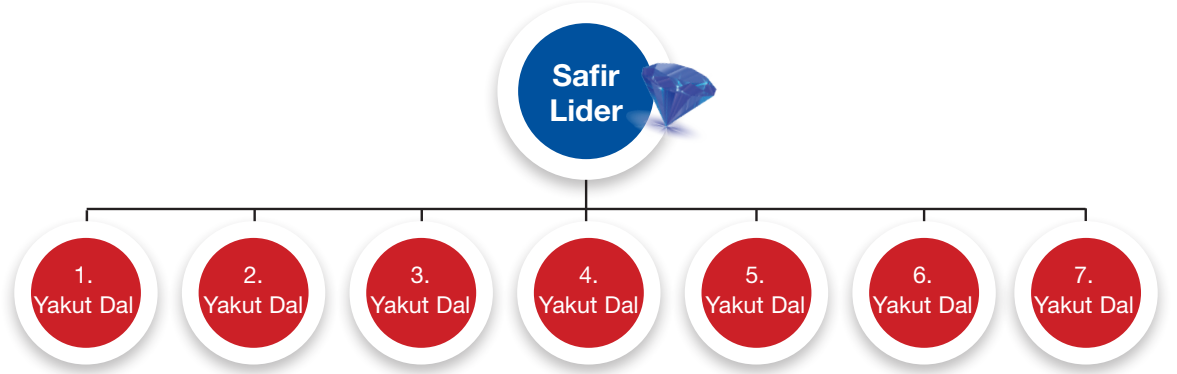 Safir
Lider
1.
Yakut Dal
2.
Yakut Dal
3.
Yakut Dal
4.
Yakut Dal
5.
Yakut Dal
6.
Yakut Dal
7.
Yakut Dal